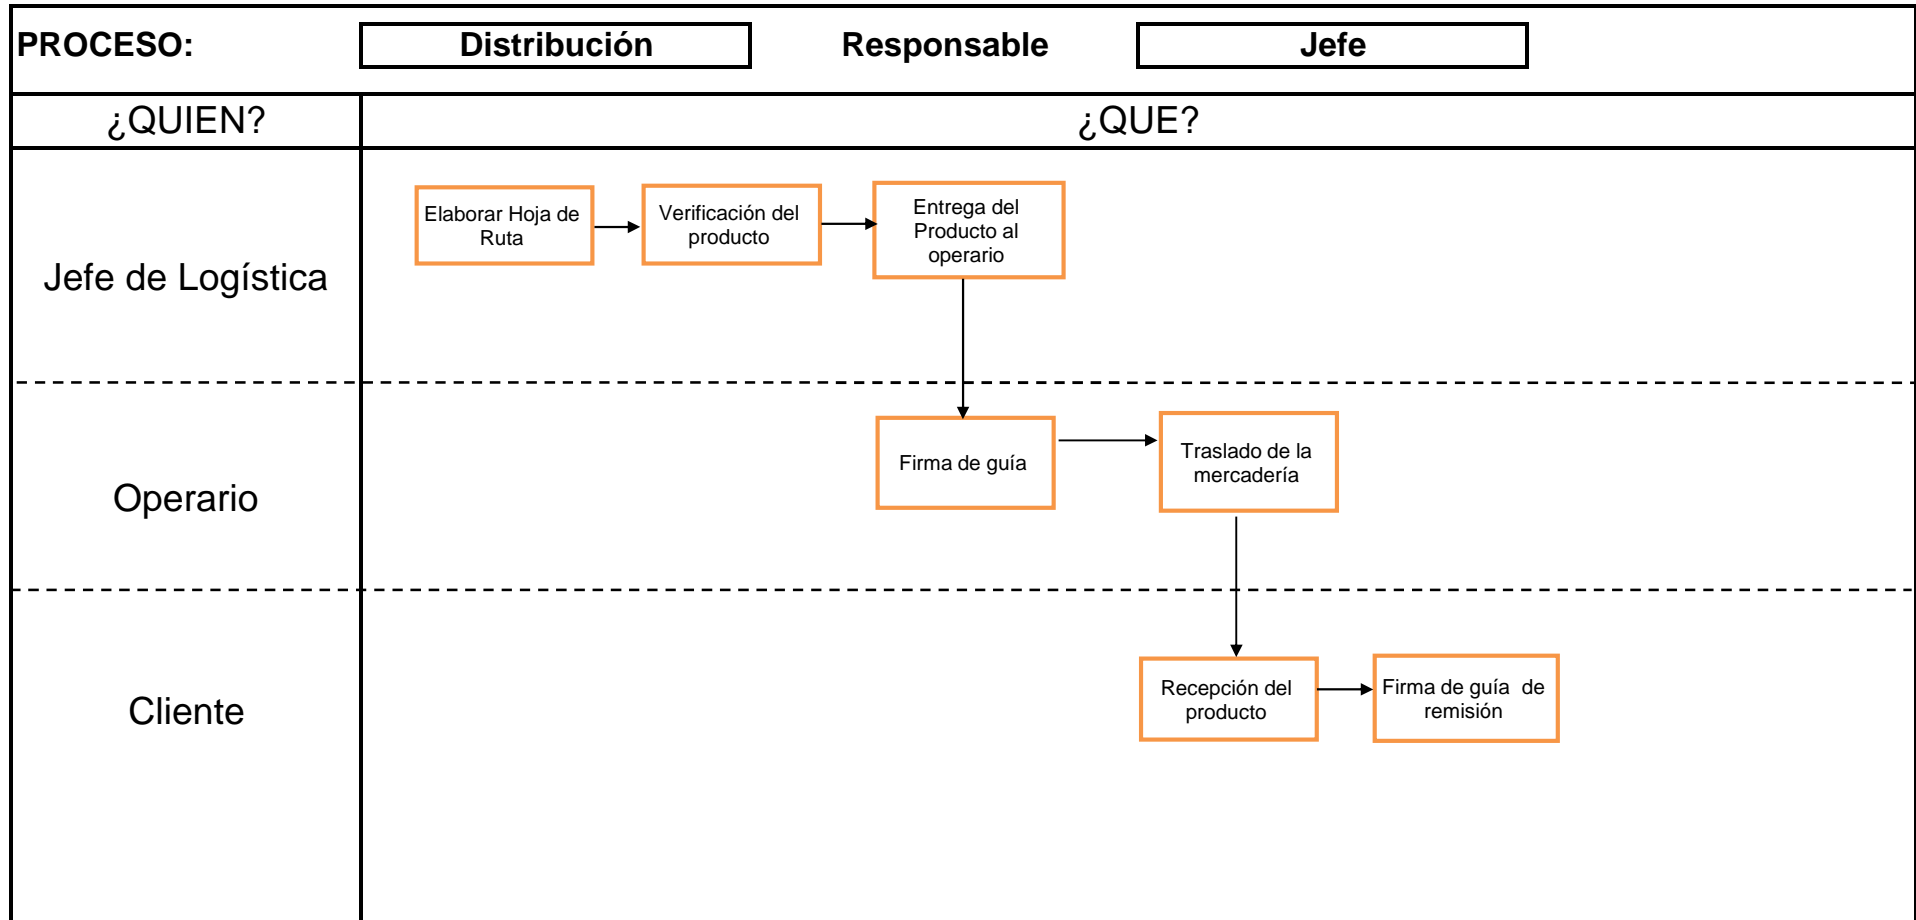 PROCESO: Distribución Responsable Jefe
¿QUIEN? ¿QUE?
Jefe de Logística
Elaborar Hoja de
Ruta
Verificación del
producto
Entrega del
Producto al
operario
Operario
Firma de guía
Traslado de la
mercadería
Cliente
Recepción del
producto
Firma de guía de
remisión